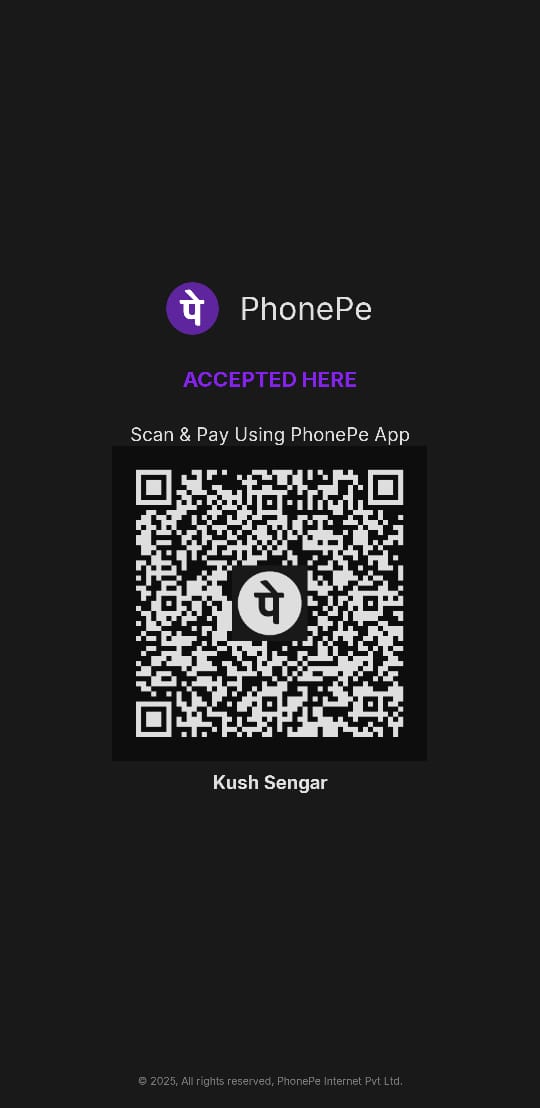 पे PhonePe
ACCEPTED HERE
Scan & Pay Using PhonePe App
पे
Kush Sengar
© 2025, All rights reserved, PhonePe Internet Pvt Ltd.